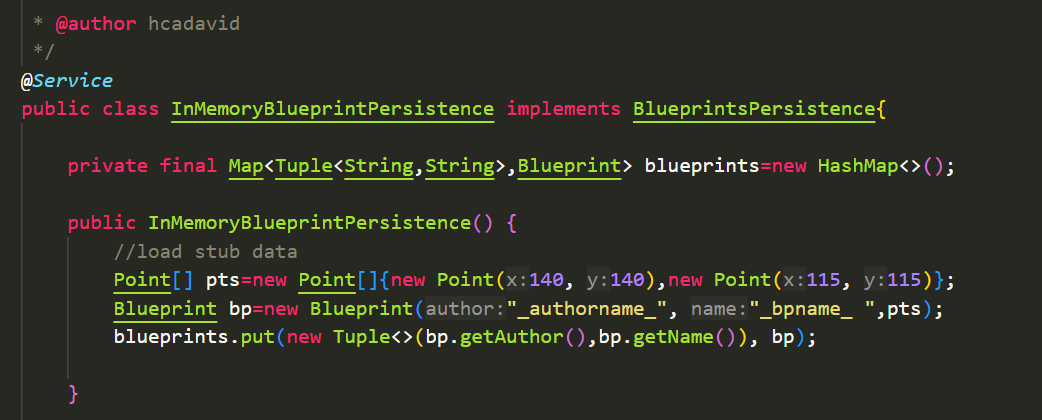 * @author hcadavid
*/
@Service
public class InMemoryBlueprintPersistence implements BlueprintsPersistence{
private final Map<Tuple<String,String>,Blueprint> blueprints=new HashMap<>();
public InMemoryBlueprintPersistence() {
//load stub data
Point[] pts=new Point[]{new Point(x:140, y:140),new Point(x:115, y:115)};
Blueprint bp=new Blueprint(author:"_authorname_", name:"_bpname_ ",pts);
blueprints.put(new Tuple<>(bp.getAuthor(),bp.getName()), bp);
}